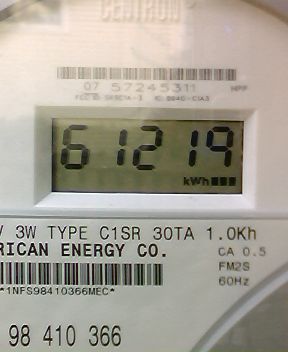 CENTRON
07 57245311
61219
kWh
V 3W TYPE C1SR 30TA 1.0Kh
RICAN ENERGY CO.
CA 0.5
FM2S
60Hz
*1NFS98410366MEC*
98 410 366